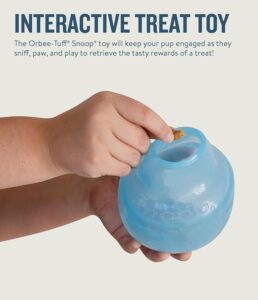 INTERACTIVE TREAT TOY
The Orbee-Tuff® Snoop® toy will keep your pup engaged as they
sniff, paw, and play to retrieve the tasty rewards of a treat!